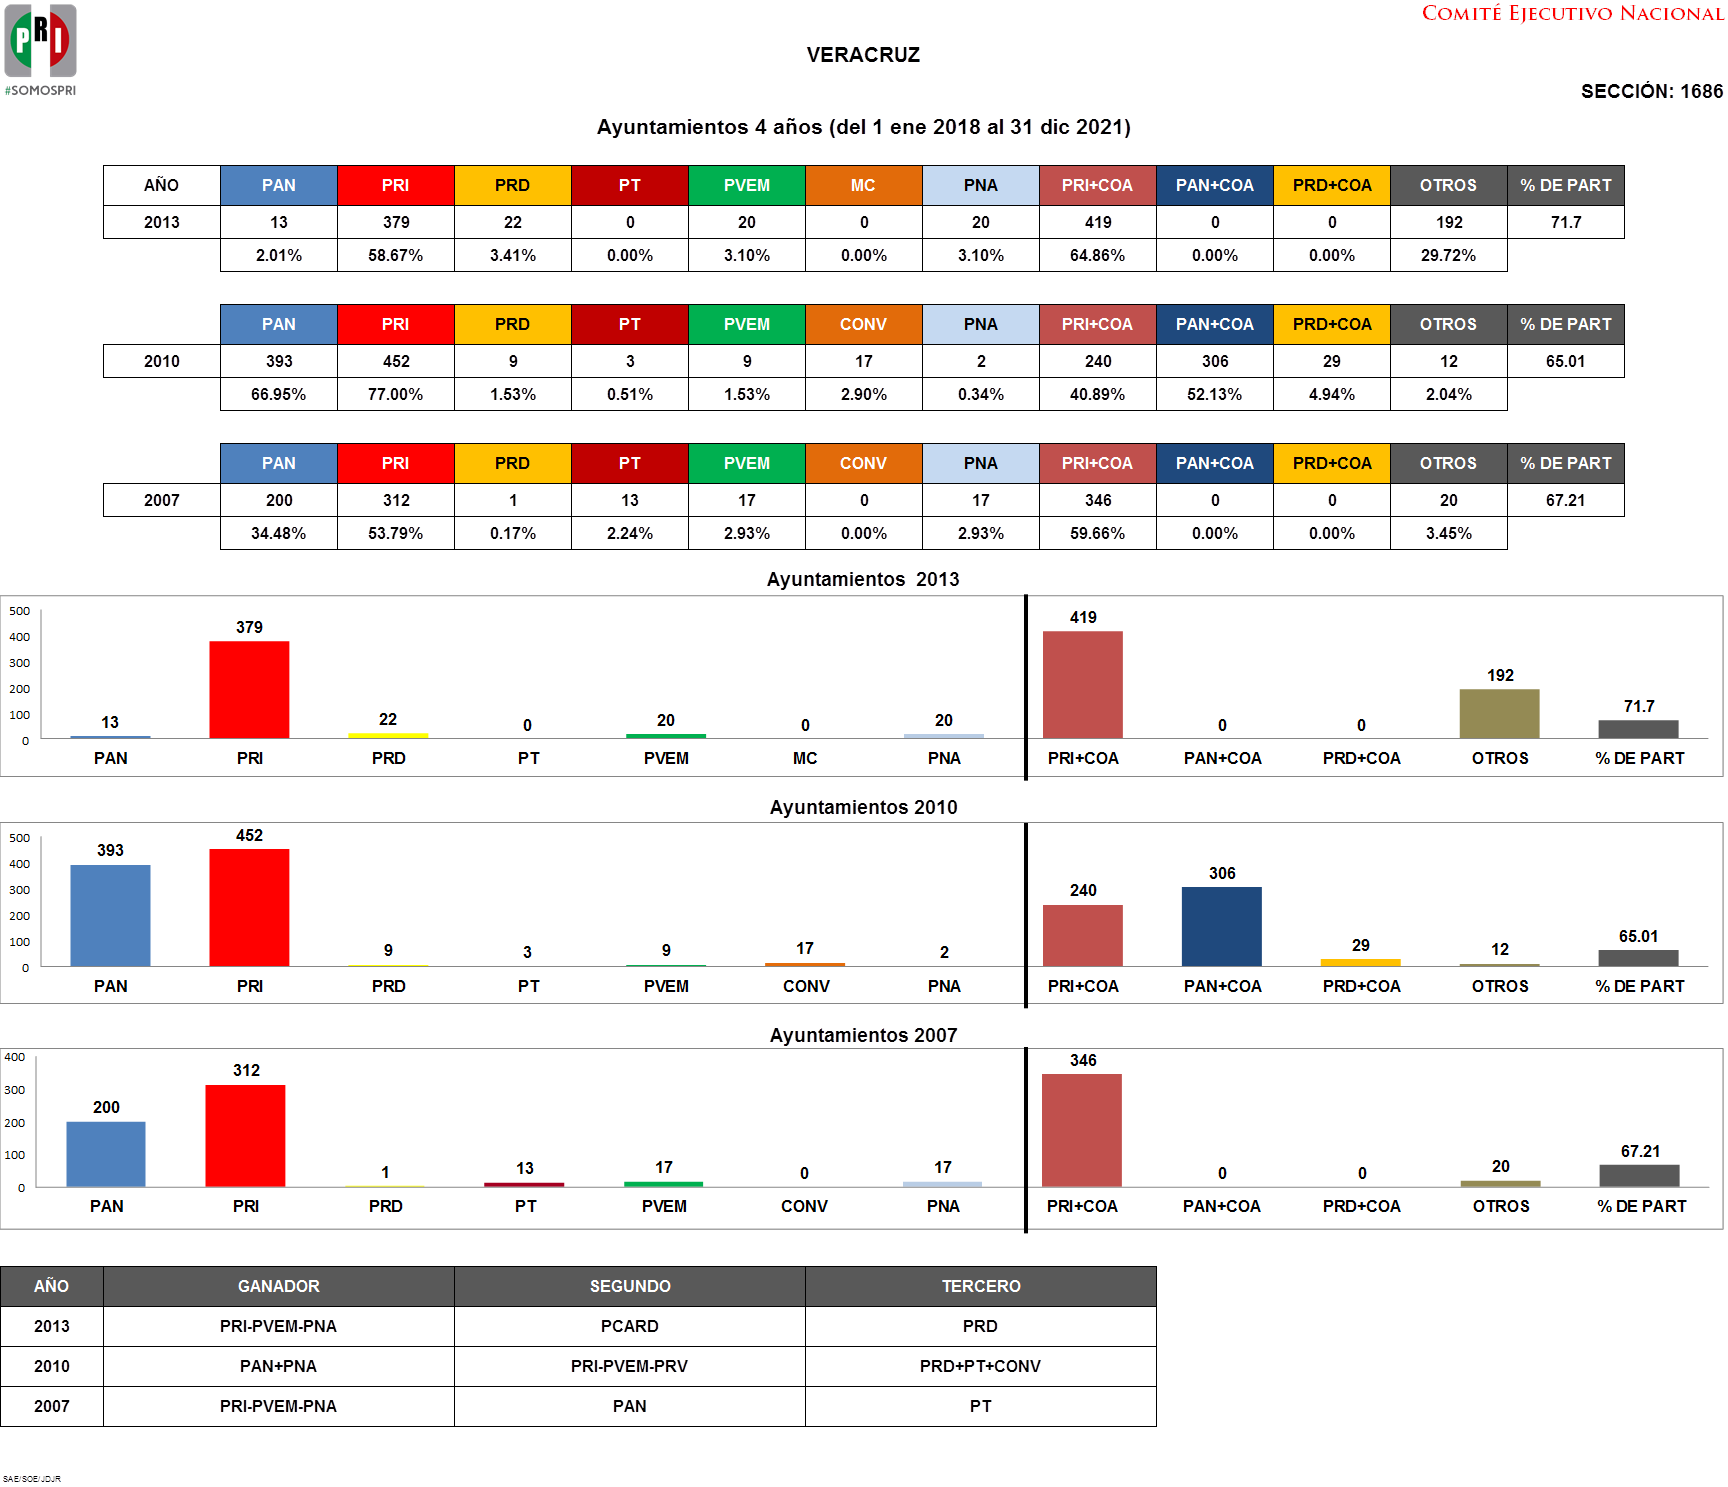 PRI
#SOMOSPRI
COMITÉ EJECUTIVO NACIONAL
VERACRUZ
SECCIÓN: 1686
Ayuntamientos 4 años (del 1 ene 2018 al 31 dic 2021)
AÑO PAN PRI PRD PT PVEM MC PNA PRI+COA PAN+COA PRD+COA OTROS % DE PART
2013 13 379 22 0 20 0 20 419 0 0 192 71.7
2.01% 58.67% 3.41% 0.00% 3.10% 0.00% 3.10% 64.86% 0.00% 0.00% 29.72%
PAN PRI PRD PT PVEM CONV PNA PRI+COA PAN+COA PRD+COA OTROS % DE PART
2010 393 452 9 3 9 17 2 240 306 29 12 65.01
66.95% 77.00% 1.53% 0.51% 1.53% 2.90% 0.34% 40.89% 52.13% 4.94% 2.04%
PAN PRI PRD PT PVEM CONV PNA PRI+COA PAN+COA PRD+COA OTROS % DE PART
2007 200 312 1 13 17 0 17 346 0 0 20 67.21
34.48% 53.79% 0.17% 2.24% 2.93% 0.00% 2.93% 59.66% 0.00% 0.00% 3.45%
Ayuntamientos 2013
500
400
300
200
100
0
13 379 22 0 20 0 20 419 0 0 192 71.7
PAN PRI PRD PT PVEM MC PNA PRI+COA PAN+COA PRD+COA OTROS % DE PART
Ayuntamientos 2010
500
400
300
200
100
0
393 452 9 3 9 17 2 240 306 29 12 65.01
PAN PRI PRD PT PVEM CONV PNA PRI+COA PAN+COA PRD+COA OTROS % DE PART
Ayuntamientos 2007
400
300
200
100
0
200 312 1 13 17 0 17 346 0 0 20 67.21
PAN PRI PRD PT PVEM CONV PNA PRI+COA PAN+COA PRD+COA OTROS % DE PART
AÑO GANADOR SEGUNDO TERCERO
2013 PRI-PVEM-PNA PCARD PRD
2010 PAN+PNA PRI-PVEM-PRV PRD+PT+CONV
2007 PRI-PVEM-PNA PAN PT
SAE/SOE/JDJR